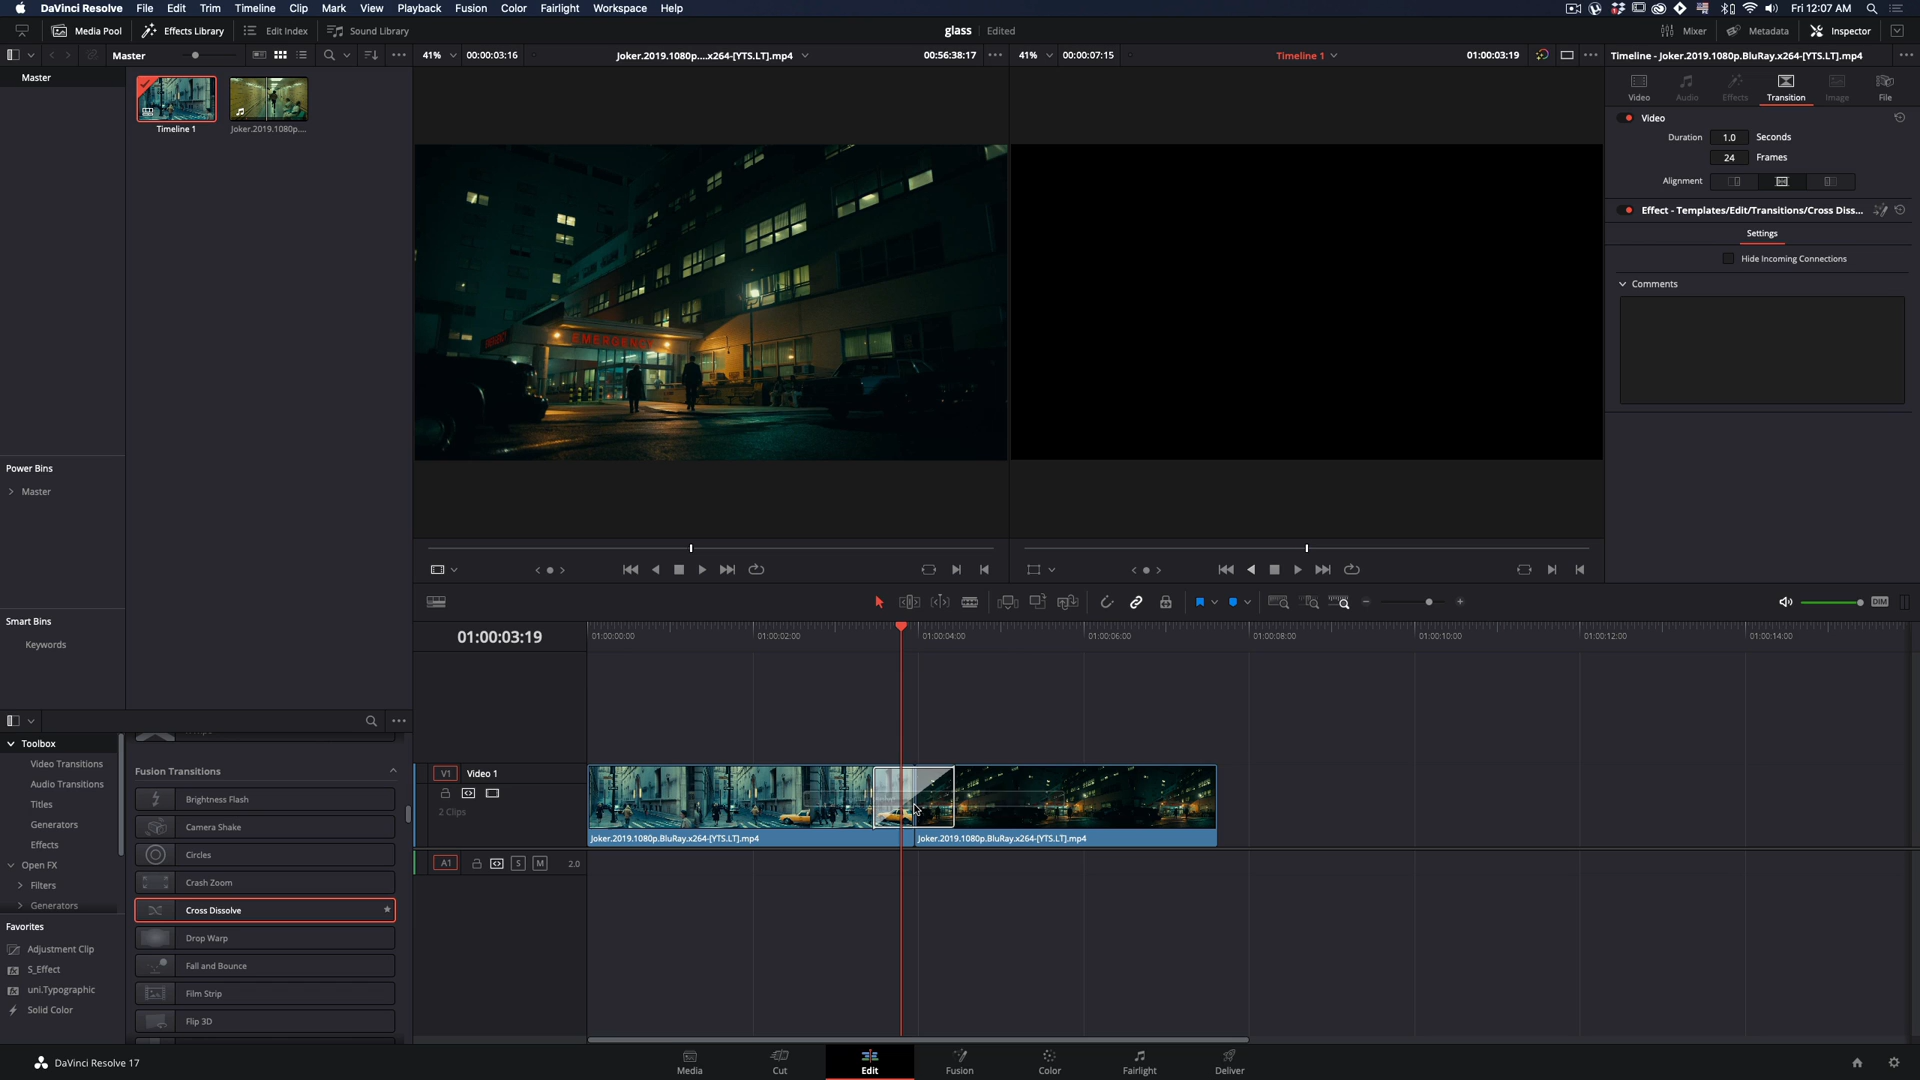 DaVinci Resolve File Edit Trim Timeline Clip Mark View Playback Fusion Color Fairlight Workspace Help Fri 12:07 AM
Media Pool Effects Library Edit Index Sound Library glass Edited Mixer Metadata Inspector
Master 41% 00:00:03:16 Joker.2019.1080p....x264-[YTS.LT].mp4 00:56:38:17 41% 00:00:07:15 Timeline 1 01:00:03:19 Timeline - Joker.2019.1080p.BluRay.x264-[YTS.LT].mp4
Master
Timeline 1
Joker.2019.1080p....
Power Bins
Master
Smart Bins
Keywords
EMERGENCY
Video Audio Effects Transition Image File
Video
Duration 1.0 Seconds
24 Frames
Alignment
Effect - Templates/Edit/Transitions/Cross Diss...
Settings
Hide Incoming Connections
Comments
DIM
01:00:03:19
01:00:00:00 01:00:02:00 01:00:04:00 01:00:06:00 01:00:08:00 01:00:10:00 01:00:12:00 01:00:14:00
V1 Video 1
2 Clips
Joker.2019.1080p.BluRay.x264-[YTS.LT].mp4 Joker.2019.1080p.BluRay.x264-[YTS.LT].mp4
A1 S M 2.0
Toolbox
Video Transitions
Audio Transitions
Titles
Generators
Effects
Open FX
Filters
Generators
Favorites
Adjustment Clip
S_Effect
uni.Typographic
Solid Color
Fusion Transitions
Brightness Flash
Camera Shake
Circles
Crash Zoom
Cross Dissolve
Drop Warp
Fall and Bounce
Film Strip
Flip 3D
DaVinci Resolve 17
Media Cut Edit Fusion Color Fairlight Deliver